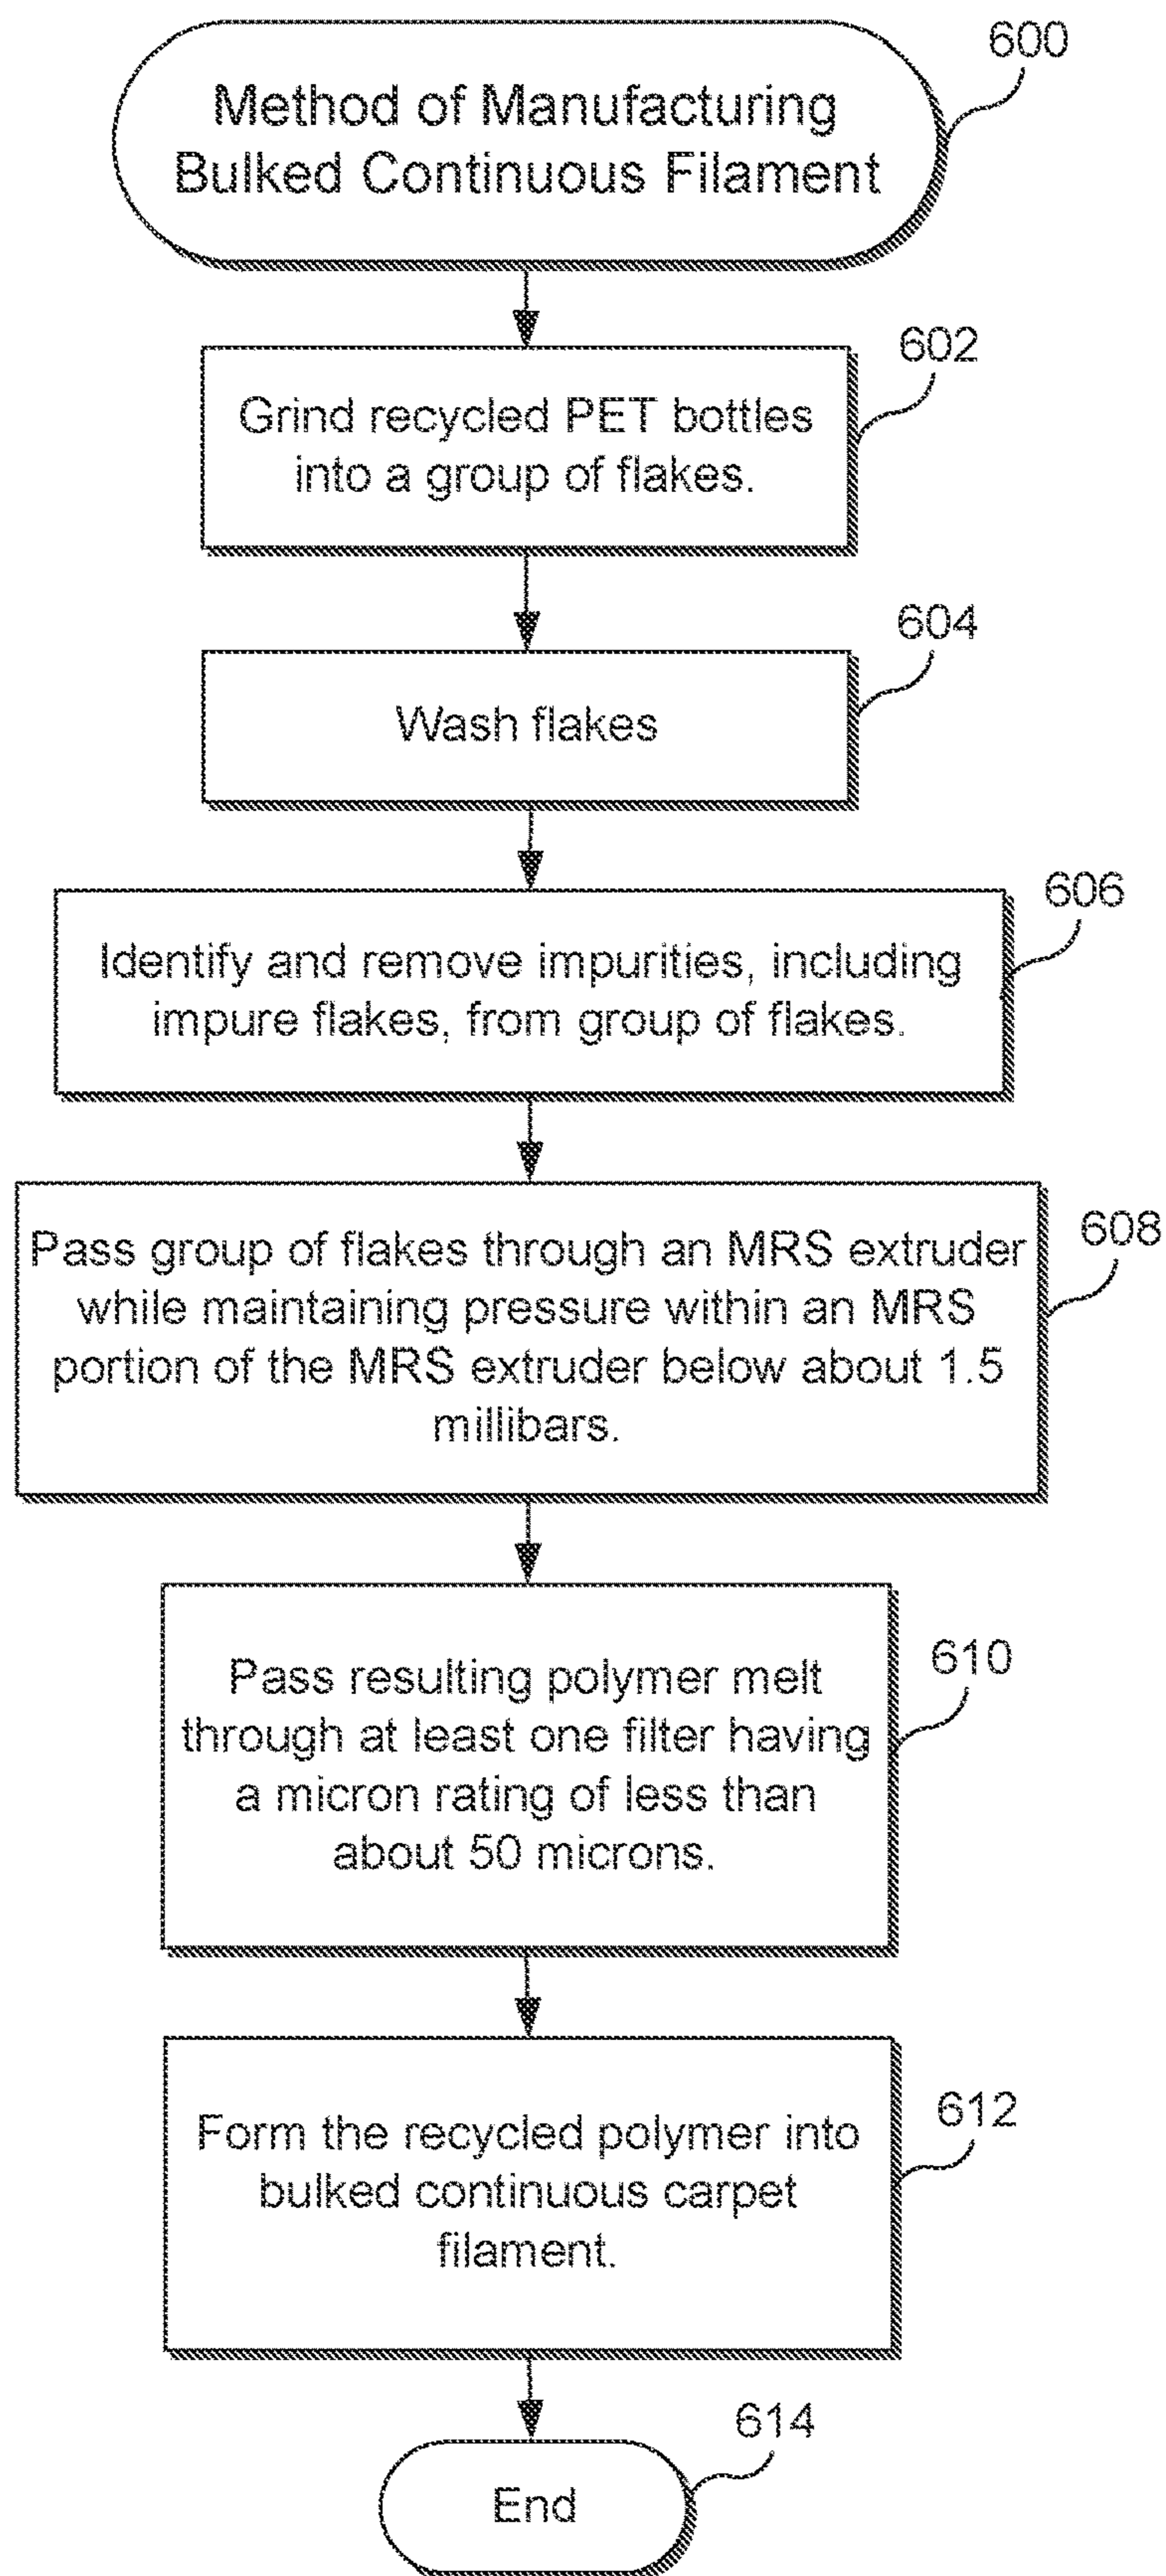 600
Method of Manufacturing
Bulked Continuous Filament
602
Grind recycled PET bottles
into a group of flakes.
604
Wash flakes
606
Identify and remove impurities, including
impure flakes, from group of flakes.
608
Pass group of flakes through an MRS extruder
while maintaining pressure within an MRS
portion of the MRS extruder below about 1.5
millibars.
610
Pass resulting polymer melt
through at least one filter having
a micron rating of less than
about 50 microns.
612
Form the recycled polymer into
bulked continuous carpet
filament.
614
End